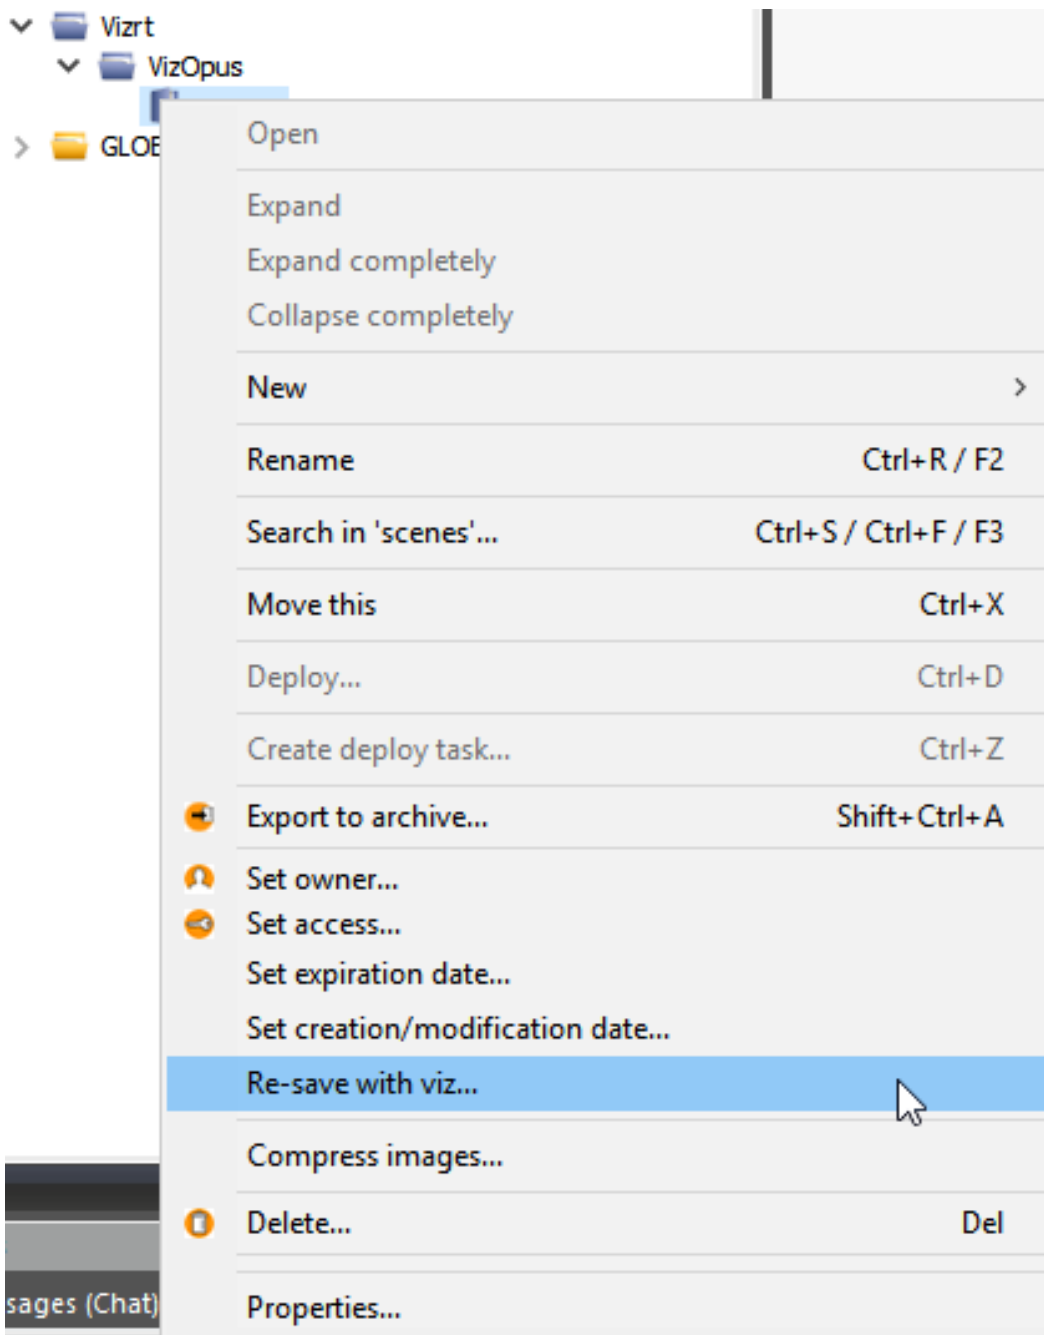 Vizrt
VizOpus
GLOB
Open
Expand
Expand completely
Collapse completely
New
Rename Ctrl+R / F2
Search in 'scenes'... Ctrl+S / Ctrl+F / F3
Move this Ctrl+X
Deploy... Ctrl+D
Create deploy task... Ctrl+Z
Export to archive... Shift+Ctrl+A
Set owner...
Set access...
Set expiration date...
Set creation/modification date...
Re-save with viz...
Compress images...
Delete... Del
sages (Chat)
Properties...